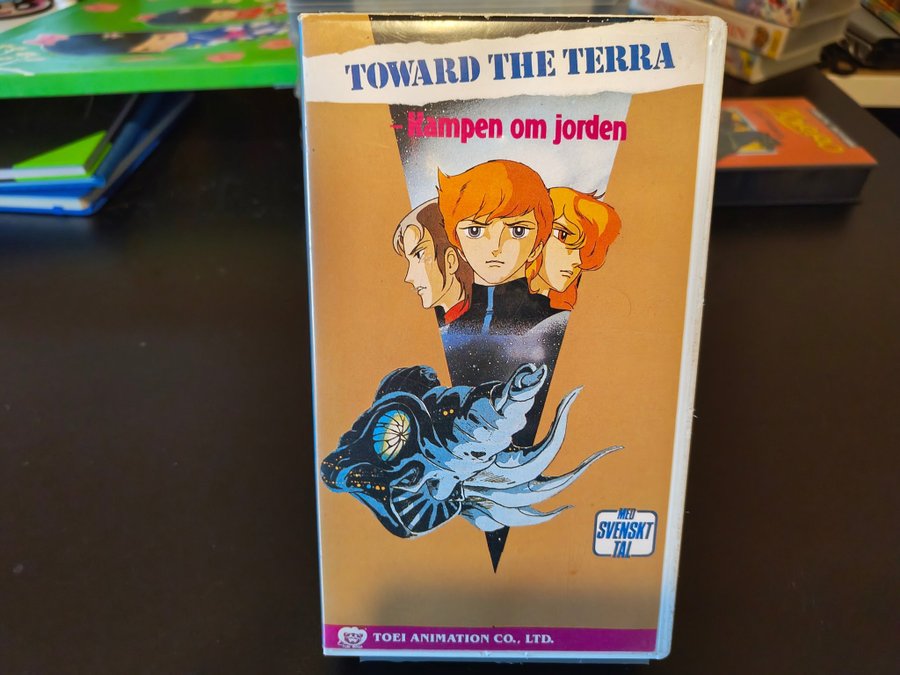 TOWARD THE TERRA
- Kampen om jorden
MED
SVENSKT
TAL
TOEI ANIMATION CO., LTD.